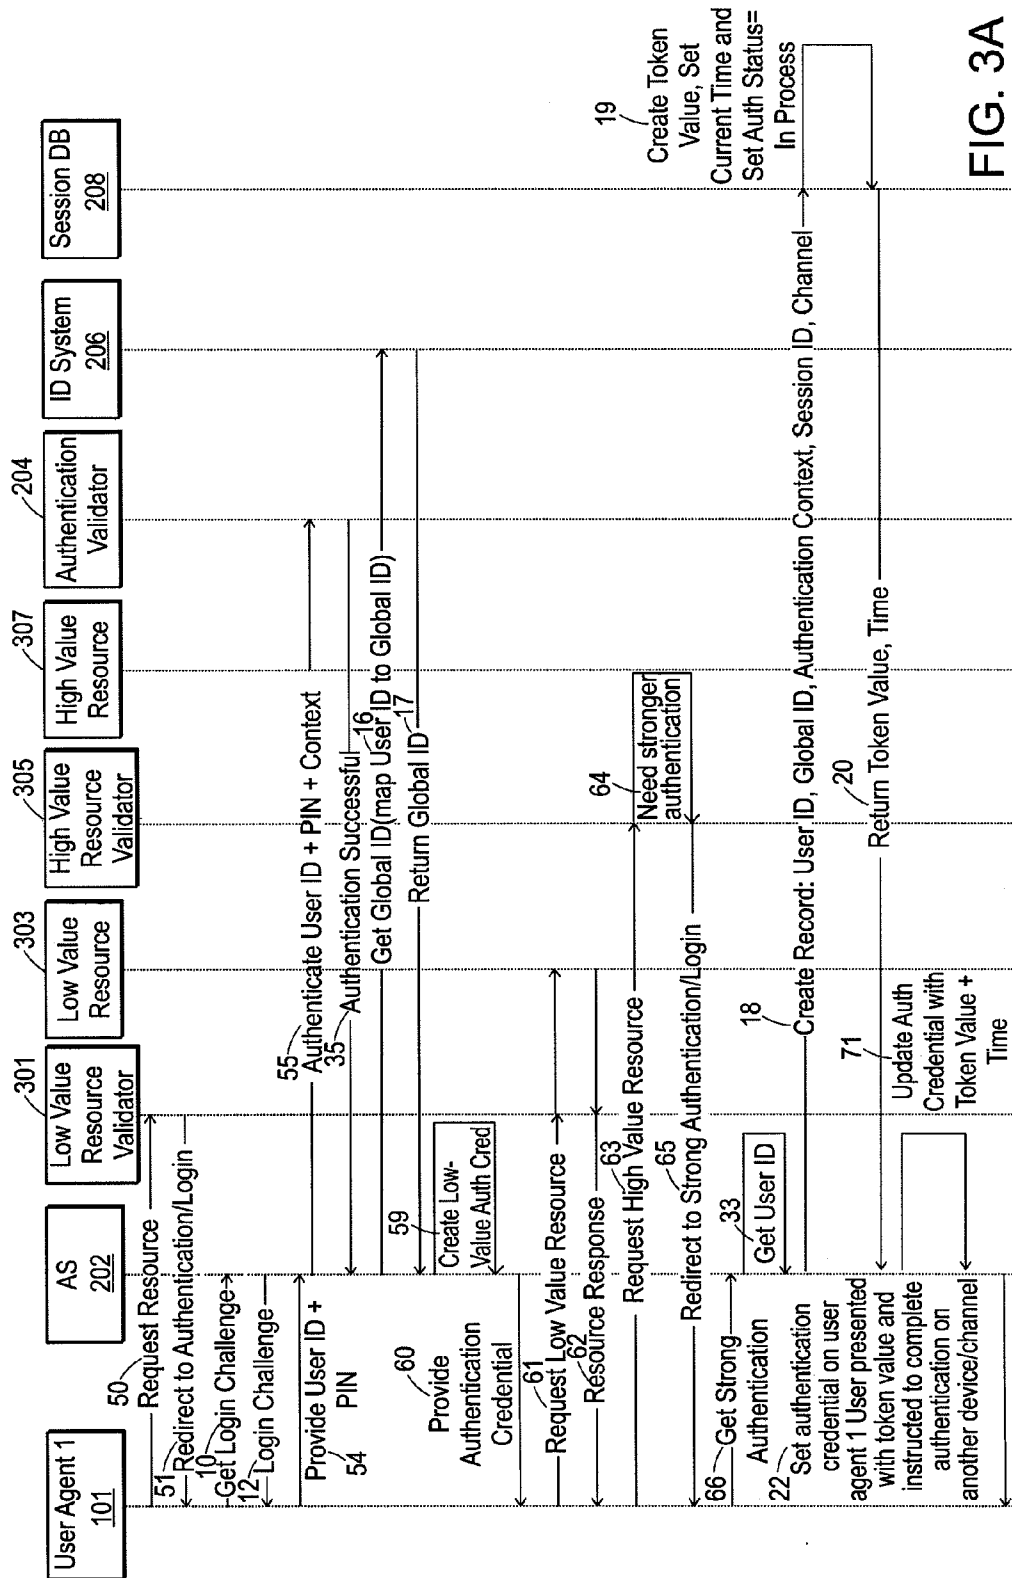 User Agent 1
101
AS
202
301
Low Value
Resource
Validator
303
Low Value
Resource
305
High Value
Resource
Validator
307
High Value
Resource
204
Authentication
Validator
ID System
206
Session DB
208
50
Request Resource
51
Redirect to Authentication/Login
10
Get Login Challenge
12
Login Challenge
Provide User ID +
PIN
54
55
Authenticate User ID + PIN + Context
35
Authentication Successful
16
Get Global ID(map User ID to Global ID)
17
Return Global ID
59
Create Low-
Value Auth Cred
60
Provide
Authentication
Credential
61
Request Low Value Resource
62
Resource Response
63
Request High Value Resource
64
Need stronger
authentication
65
Redirect to Strong Authentication/Login
66
Get Strong
Authentication
33
Get User ID
18
Create Record: User ID, Global ID, Authentication Context, Session ID, Channel
19
Create Token
Value, Set
Current Time and
Set Auth Status=
In Process
20
Return Token Value, Time
22
Set authentication
credential on user
agent 1 User presented
with token value and
instructed to complete
authentication on
another device/channel
71
Update Auth
Credential with
Token Value +
Time
FIG. 3A